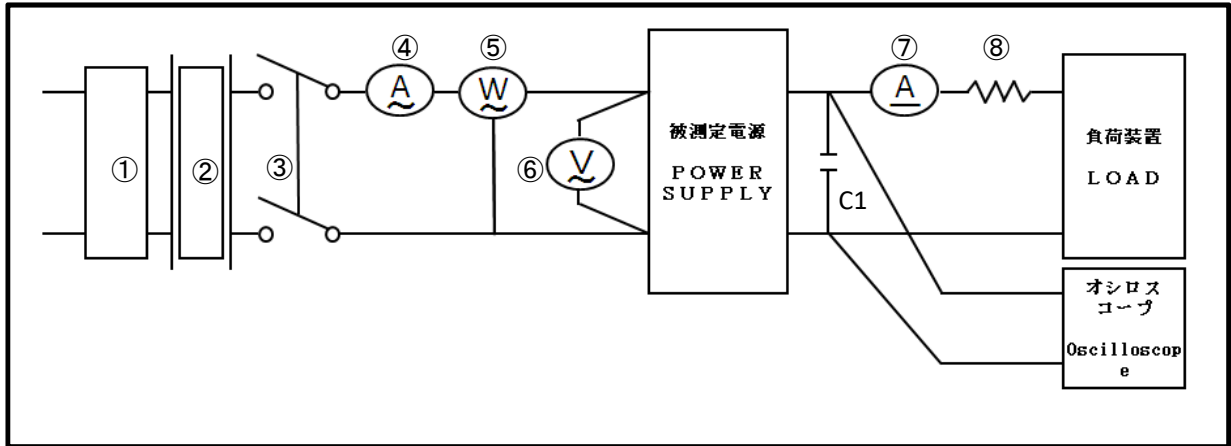 ①
②
③
④
A
~
⑤
W
~
⑥
V
~
被測定電源
POWER
SUPPLY
C1
⑦
A
⑧
負荷装置
LOAD
オシロス
コープ
Oscilloscop
e